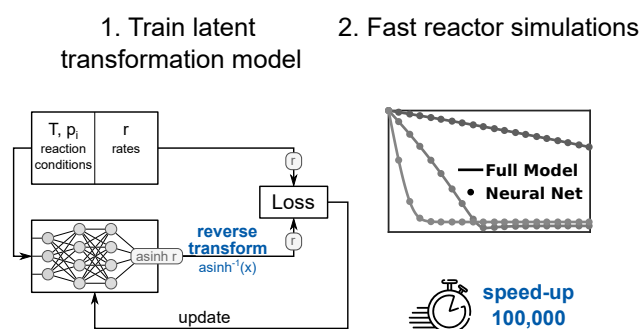 1. Train latent
transformation model
2. Fast reactor simulations
T, pi
reaction
conditions
r
rates
r
Loss
r
reverse
transform
asinh⁻¹(x)
asinh r
update
Full Model
Neural Net
speed-up
100,000